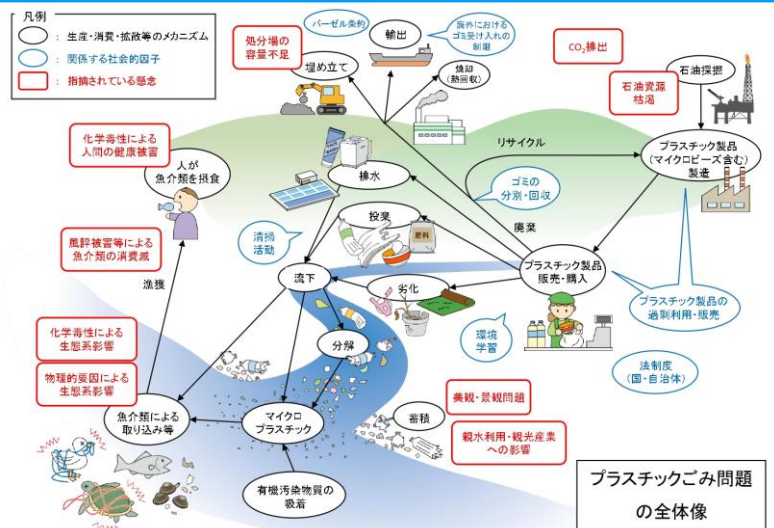 凡例
: 生産・消費・拡散等のメカニズム
: 関係する社会的因子
: 指摘されている懸念
処分場の
容量不足
バーゼル条約
輸出
海外における
ゴミ受け入れの
制限
埋め立て
焼却
(熱回収)
CO₂排出
石油資源
枯渇
石油採掘
化学毒性による
人間の健康被害
人が
魚介類を摂食
排水
リサイクル
プラスチック製品
(マイクロビーズ含む)
製造
ゴミの
分別・回収
投棄
肥料
廃棄
風評被害等による
魚介類の消費減
清掃
活動
漁獲
流下
劣化
プラスチック製品
販売・購入
プラスチック製品の
過剰利用・販売
化学毒性による
生態系影響
分解
環境
学習
法制度
(国・自治体)
物理的要因による
生態系影響
魚介類による
取り込み等
マイクロ
プラスチック
蓄積
美観・景観問題
親水利用・観光産業
への影響
有機汚染物質の
吸着
プラスチックごみ問題
の全体像